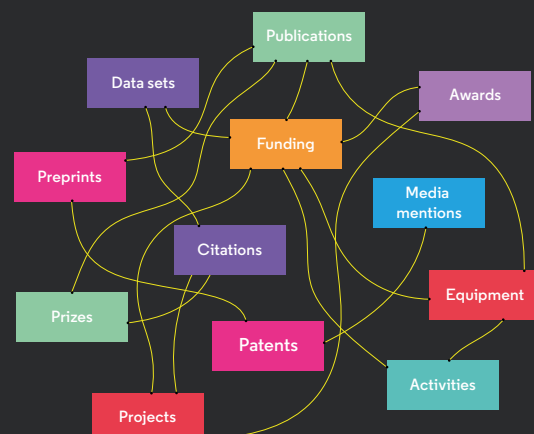 Publications
Data sets
Awards
Funding
Preprints
Media
mentions
Citations
Equipment
Prizes
Patents
Activities
Projects